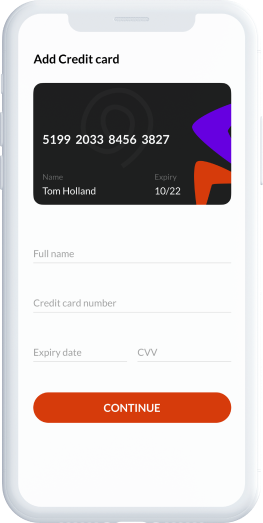 Add Credit card
5199 2033 8456 3827
Name Expiry
Tom Holland 10/22
Full name
Credit card number
Expiry date CVV
CONTINUE